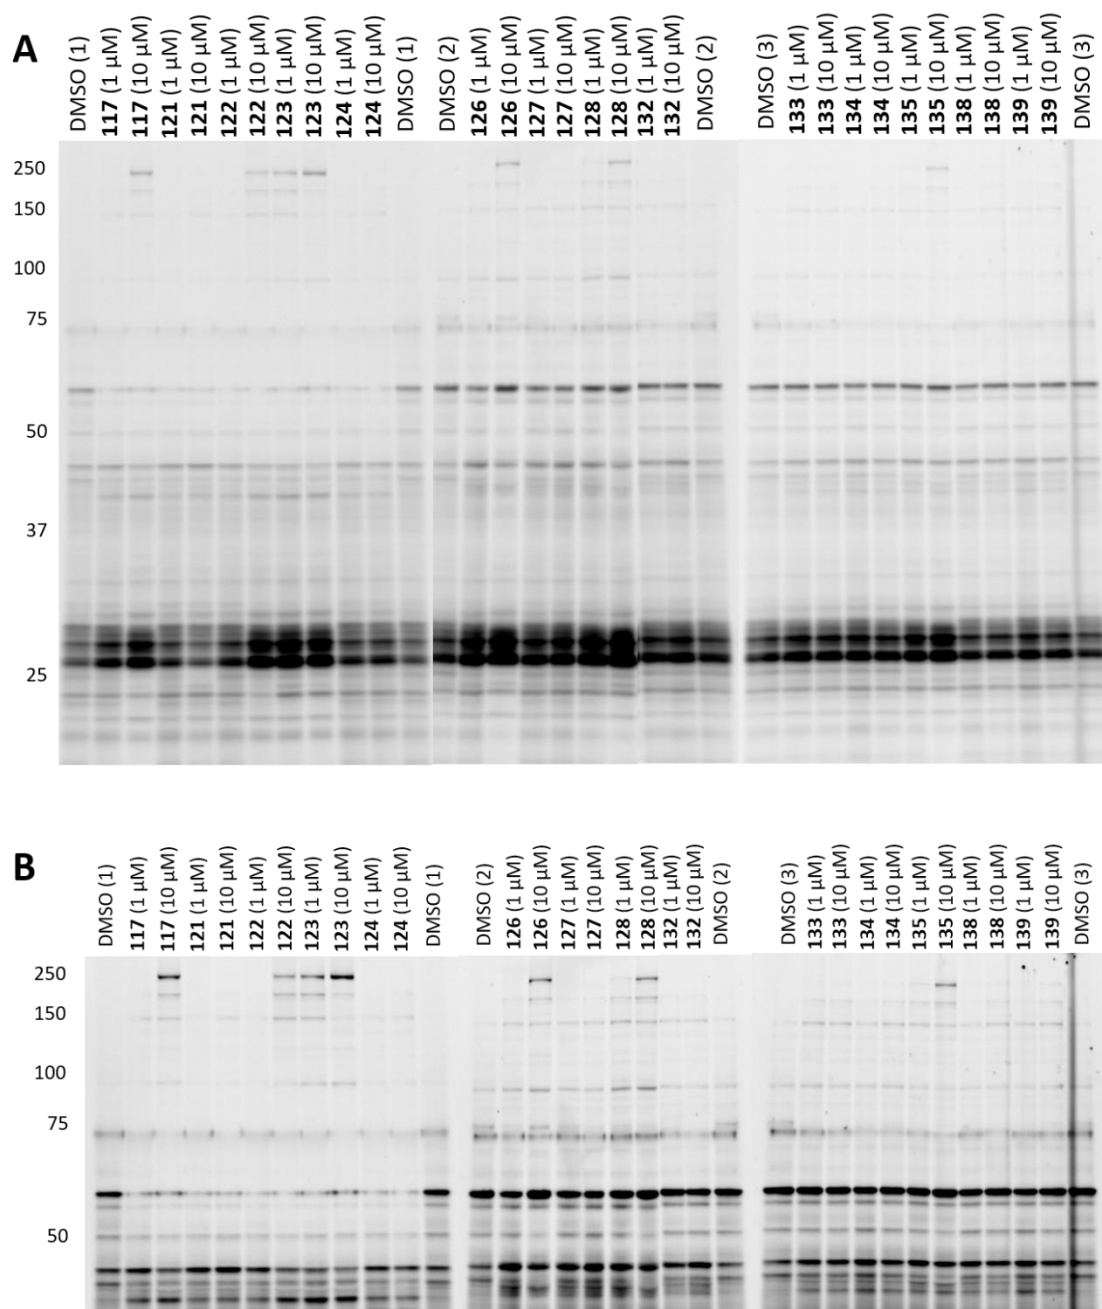 A
DMSO (1)
117 (1 µM)
117 (10 µM)
121 (1 µM)
121 (10 µM)
122 (1 µM)
122 (10 µM)
123 (1 µM)
123 (10 µM)
124 (1 µM)
124 (10 µM)
DMSO (1)
DMSO (2)
126 (1 µM)
126 (10 µM)
127 (1 µM)
127 (10 µM)
128 (1 µM)
128 (10 µM)
132 (1 µM)
132 (10 µM)
DMSO (2)
DMSO (3)
133 (1 µM)
133 (10 µM)
134 (1 µM)
134 (10 µM)
135 (1 µM)
135 (10 µM)
138 (1 µM)
138 (10 µM)
139 (1 µM)
139 (10 µM)
DMSO (3)
250
150
100
75
50
37
25
B
DMSO (1)
117 (1 µM)
117 (10 µM)
121 (1 µM)
121 (10 µM)
122 (1 µM)
122 (10 µM)
123 (1 µM)
123 (10 µM)
124 (1 µM)
124 (10 µM)
DMSO (1)
DMSO (2)
126 (1 µM)
126 (10 µM)
127 (1 µM)
127 (10 µM)
128 (1 µM)
128 (10 µM)
132 (1 µM)
132 (10 µM)
DMSO (2)
DMSO (3)
133 (1 µM)
133 (10 µM)
134 (1 µM)
134 (10 µM)
135 (1 µM)
135 (10 µM)
138 (1 µM)
138 (10 µM)
139 (1 µM)
139 (10 µM)
DMSO (3)
250
150
100
75
50